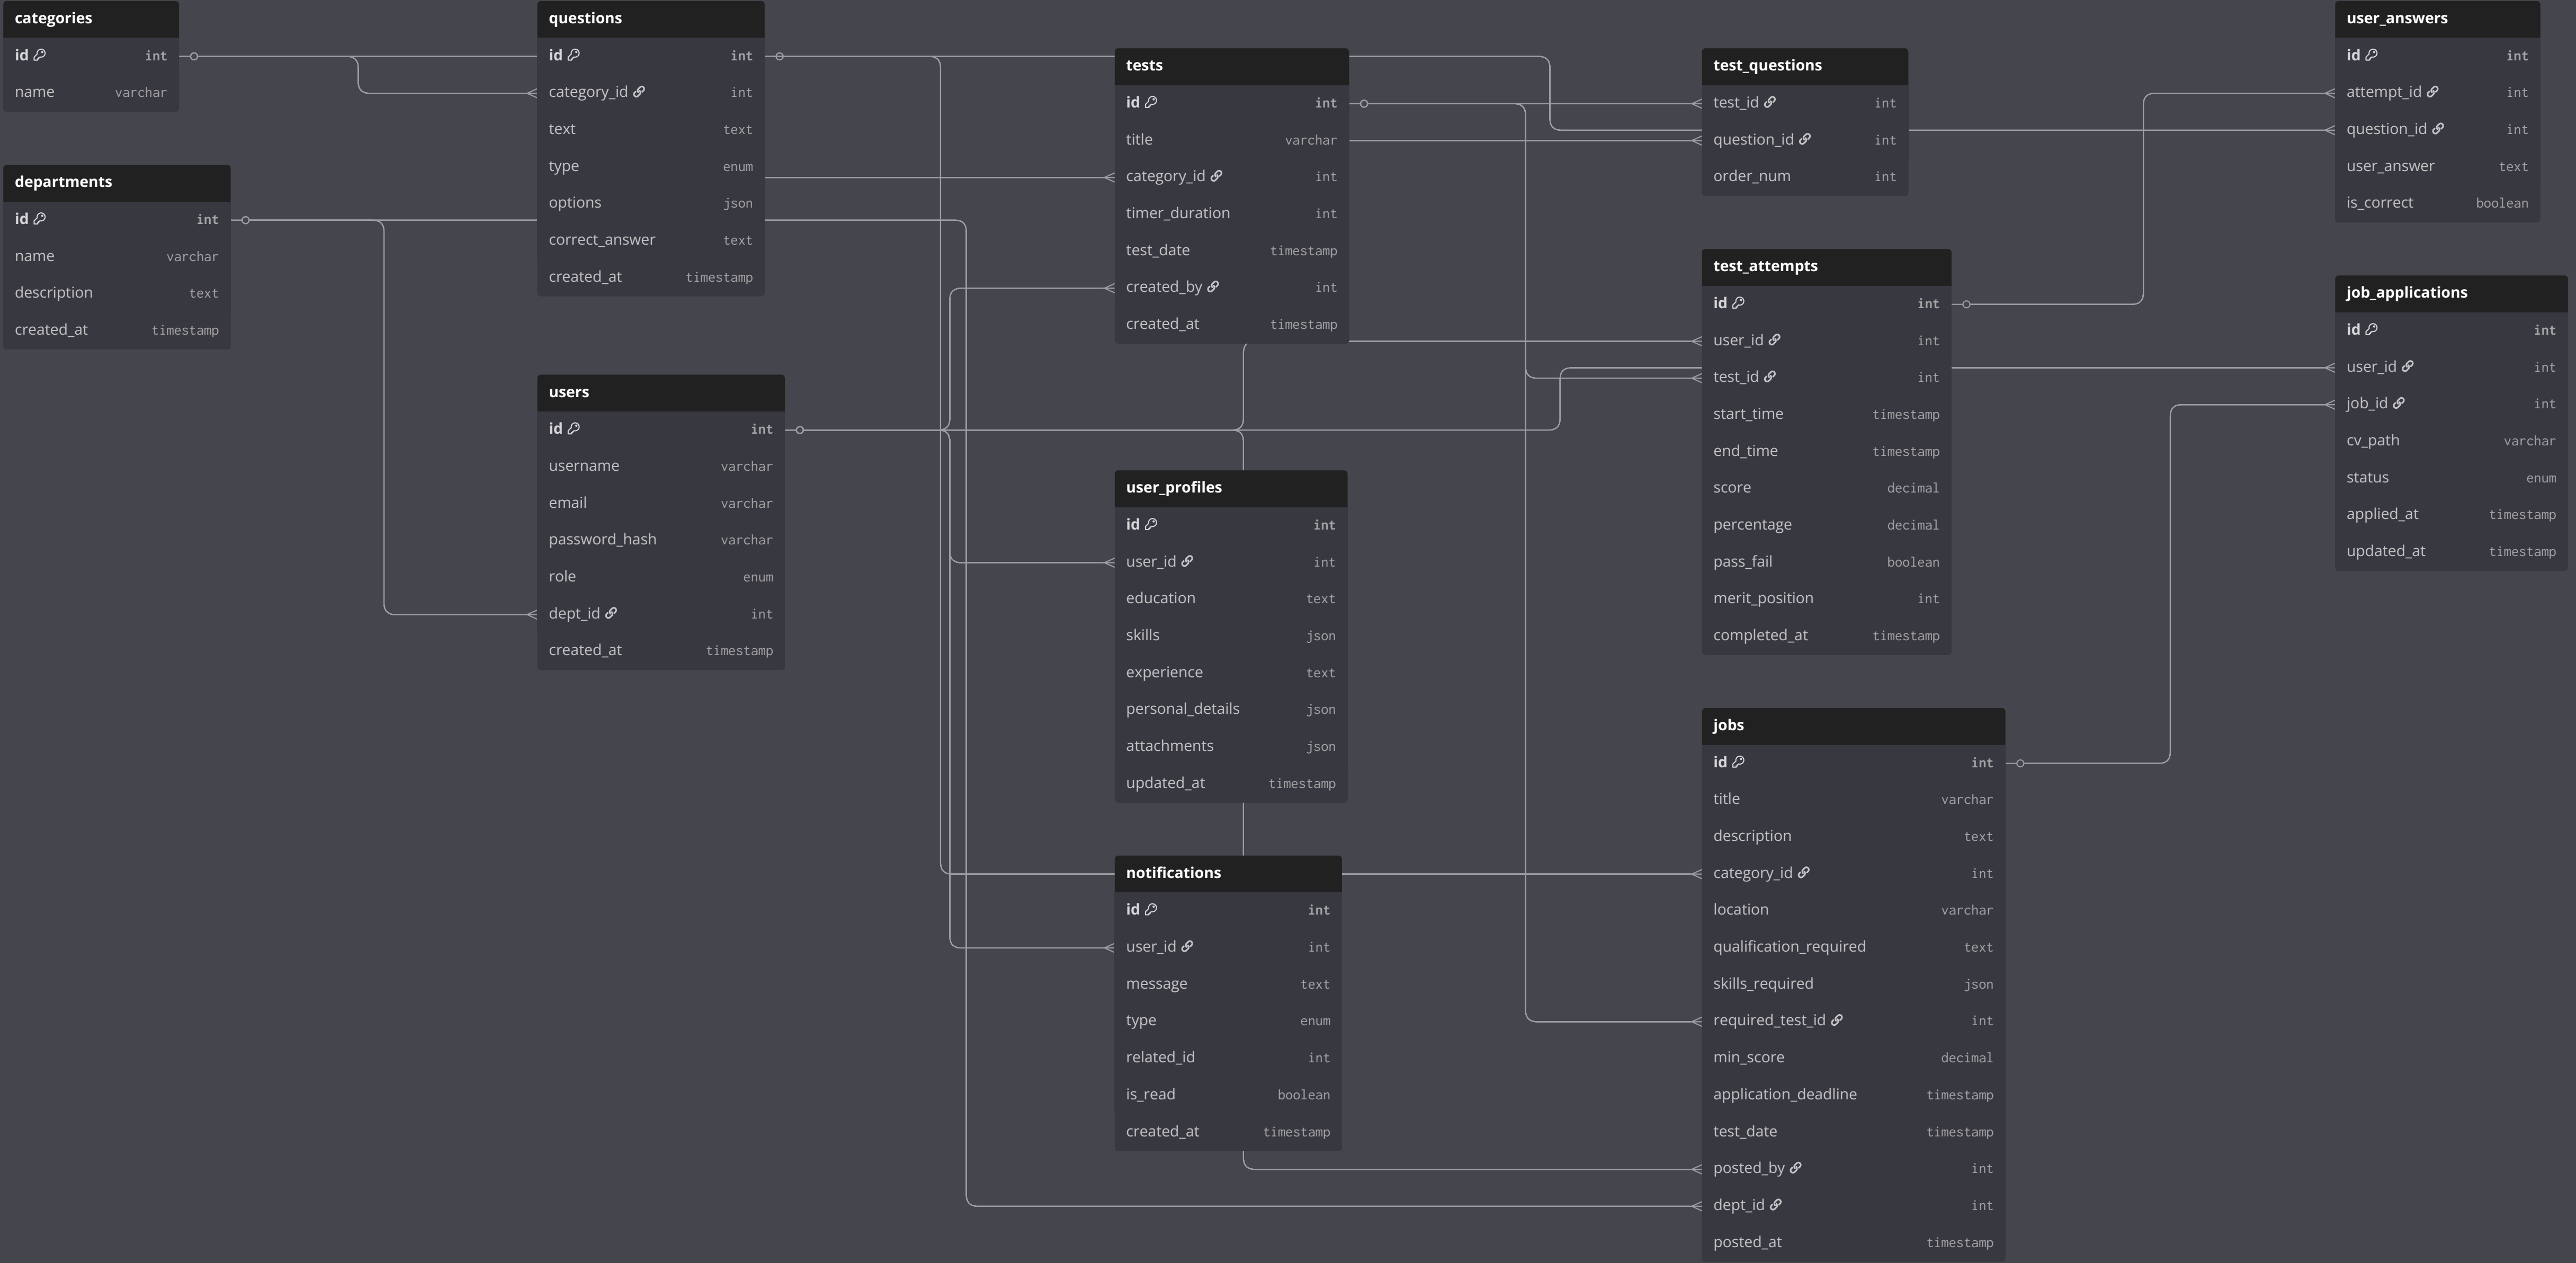 categories
id int
name varchar
departments
id int
name varchar
description text
created_at timestamp
questions
id int
category_id int
text text
type enum
options json
correct_answer text
created_at timestamp
users
id int
username varchar
email varchar
password_hash varchar
role enum
dept_id int
created_at timestamp
tests
id int
title varchar
category_id int
timer_duration int
test_date timestamp
created_by int
created_at timestamp
user_profiles
id int
user_id int
education text
skills json
experience text
personal_details json
attachments json
updated_at timestamp
notifications
id int
user_id int
message text
type enum
related_id int
is_read boolean
created_at timestamp
test_questions
test_id int
question_id int
order_num int
test_attempts
id int
user_id int
test_id int
start_time timestamp
end_time timestamp
score decimal
percentage decimal
pass_fail boolean
merit_position int
completed_at timestamp
jobs
id int
title varchar
description text
category_id int
location varchar
qualification_required text
skills_required json
required_test_id int
min_score decimal
application_deadline timestamp
test_date timestamp
posted_by int
dept_id int
posted_at timestamp
user_answers
id int
attempt_id int
question_id int
user_answer text
is_correct boolean
job_applications
id int
user_id int
job_id int
cv_path varchar
status enum
applied_at timestamp
updated_at timestamp